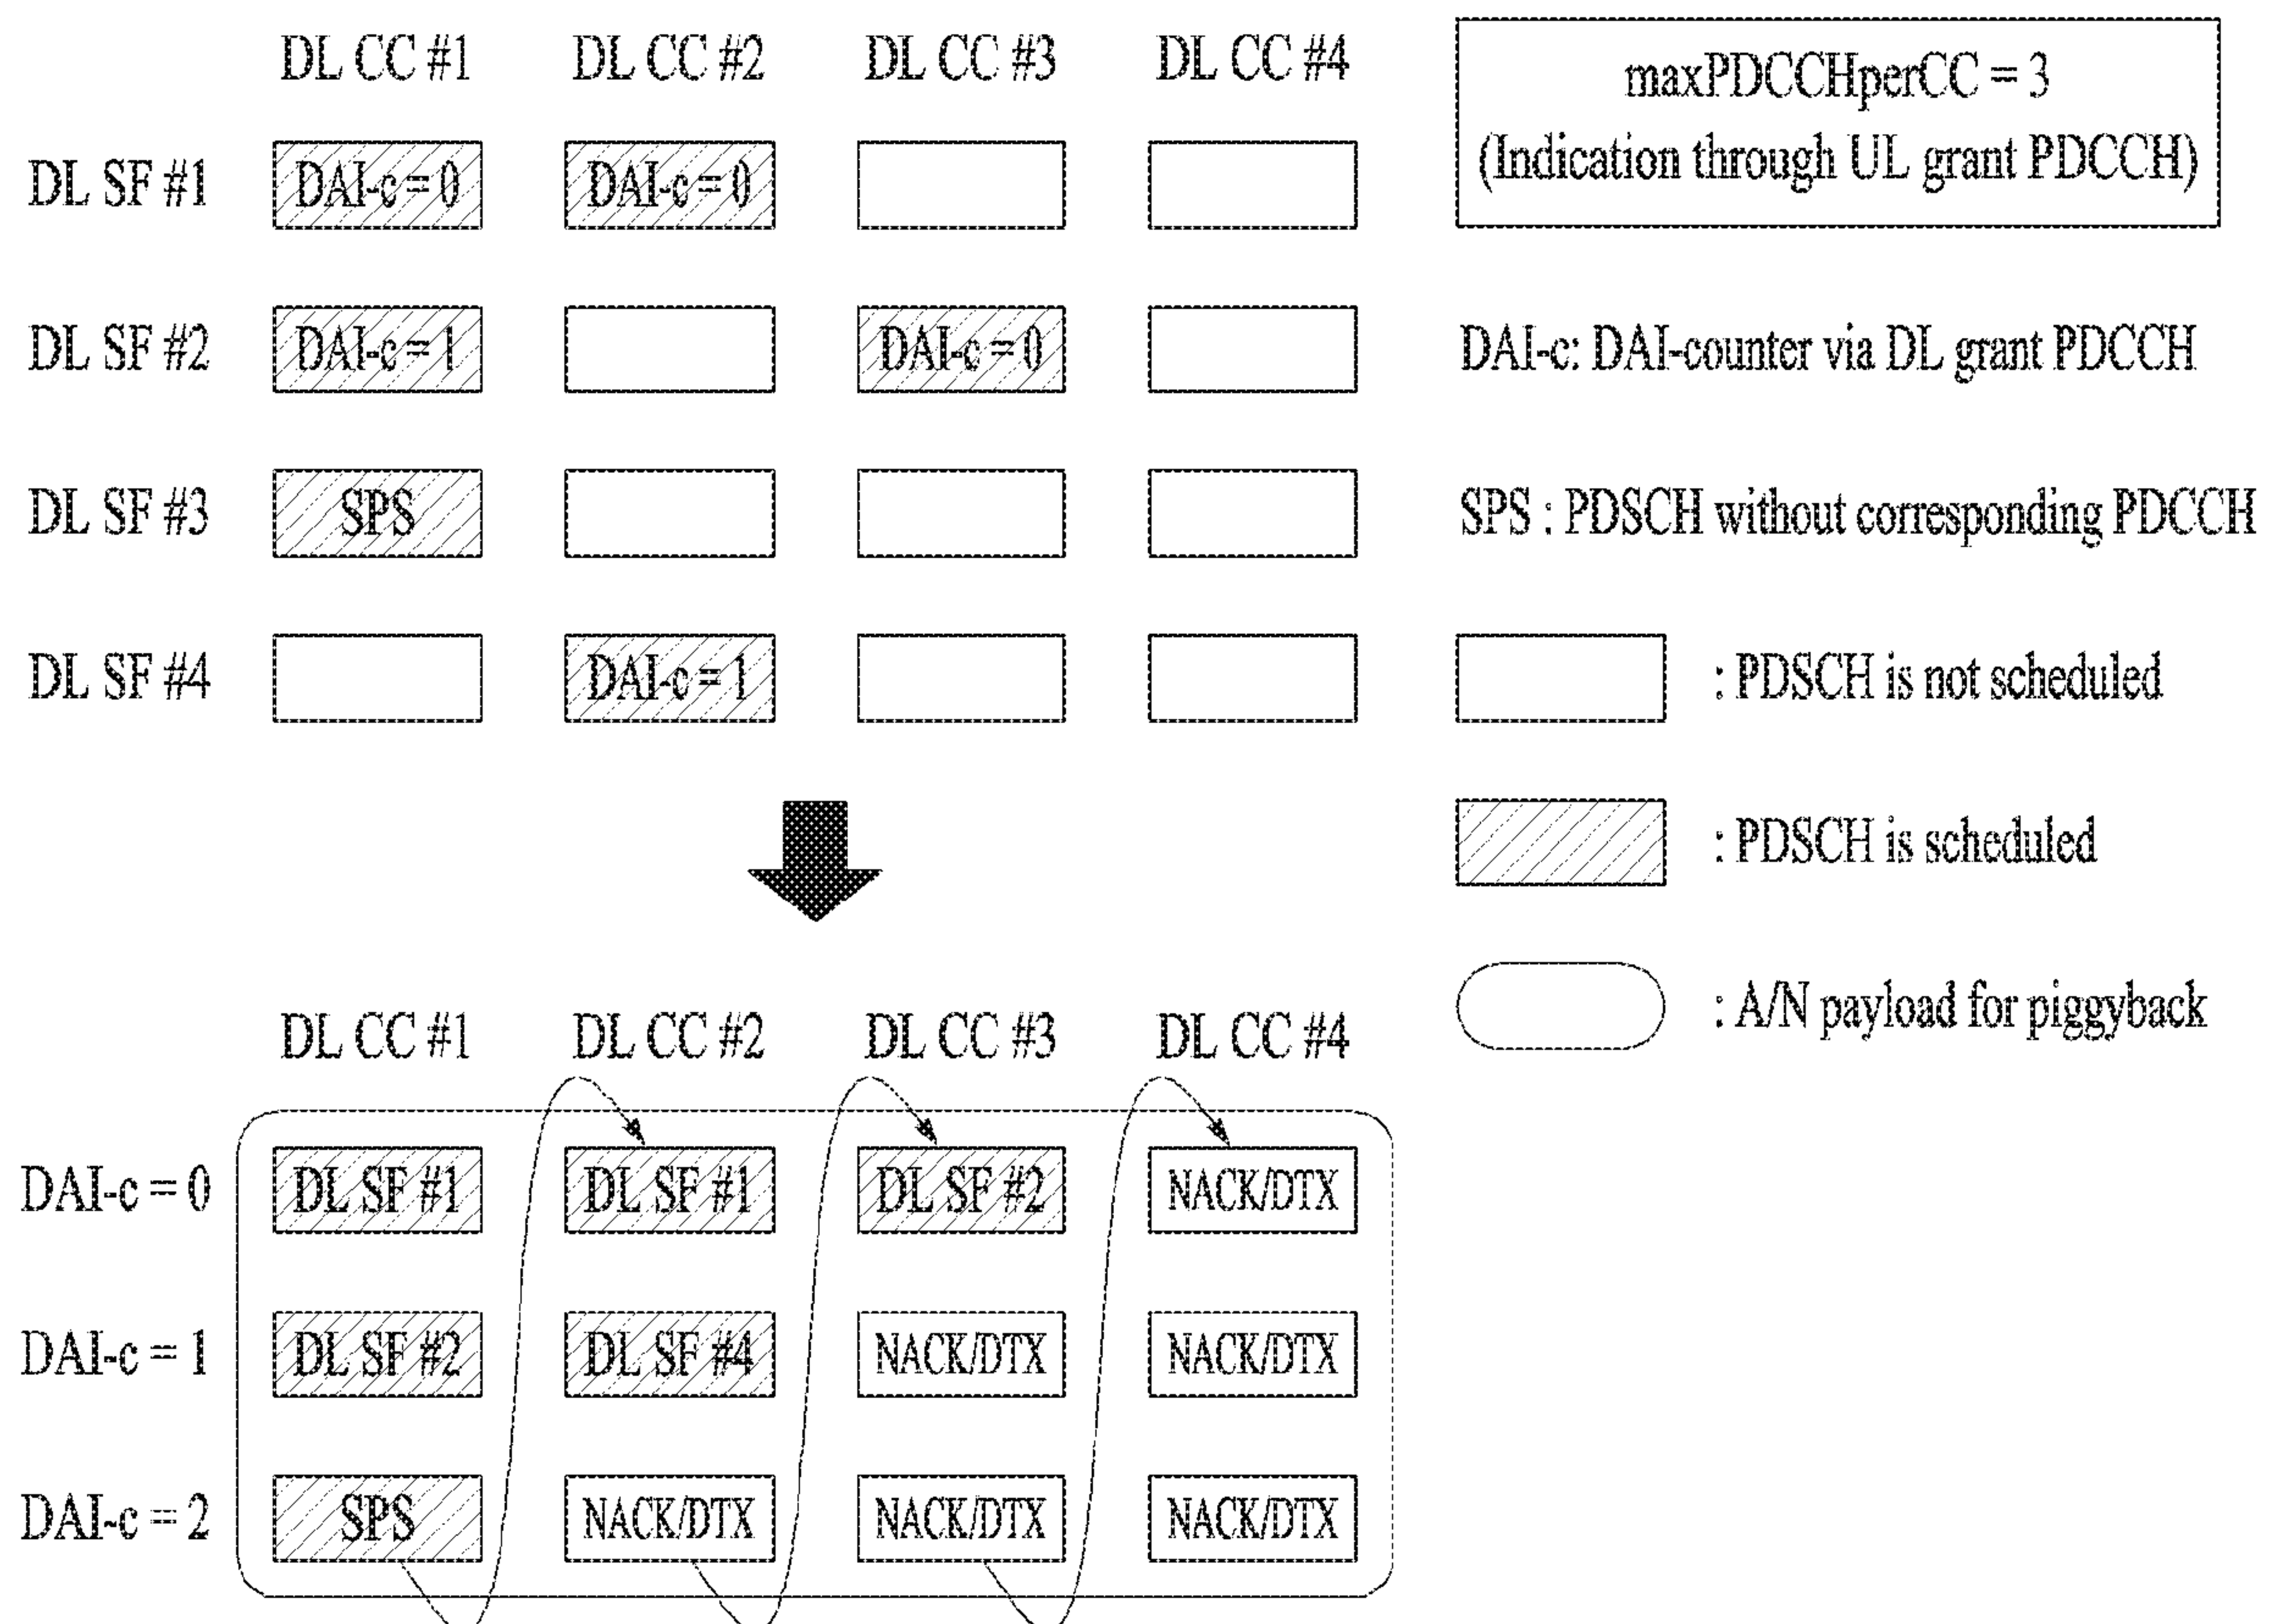 DL CC #1 DL CC #2 DL CC #3 DL CC #4
maxPDCCHperCC = 3
(Indication through UL grant PDCCH)
DL SF #1 DAI-c = 0 DAI-c = 0
DL SF #2 DAI-c = 1 DAI-c = 0
DAI-c: DAI-counter via DL grant PDCCH
DL SF #3 SPS
SPS : PDSCH without corresponding PDCCH
DL SF #4 DAI-c = 1
: PDSCH is not scheduled
: PDSCH is scheduled
: A/N payload for piggyback
DL CC #1 DL CC #2 DL CC #3 DL CC #4
DAI-c = 0 DL SF #1 DL SF #1 DL SF #2 NACK/DTX
DAI-c = 1 DL SF #2 DL SF #4 NACK/DTX NACK/DTX
DAI-c = 2 SPS NACK/DTX NACK/DTX NACK/DTX